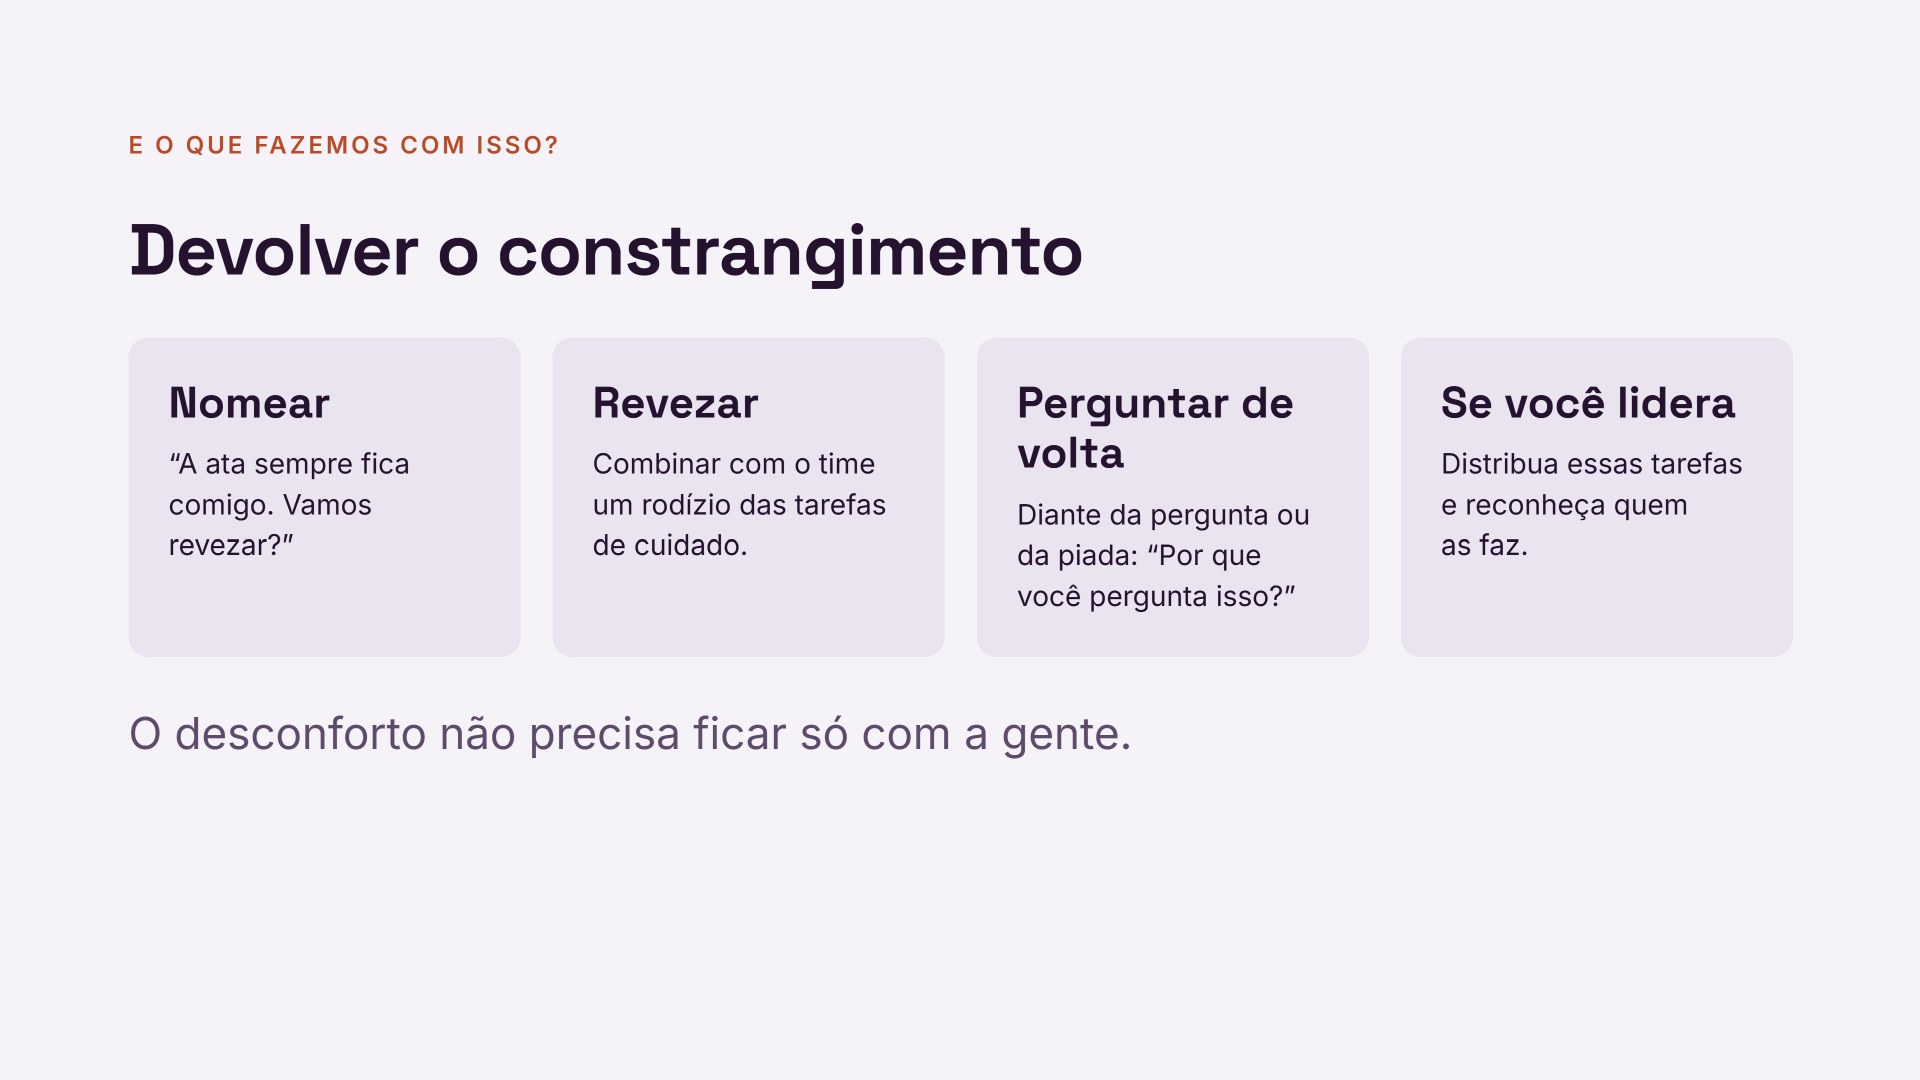 E O QUE FAZEMOS COM ISSO?
Devolver o constrangimento
Nomear
“A ata sempre fica
comigo. Vamos
revezar?”
Revezar
Combinar com o time
um rodízio das tarefas
de cuidado.
Perguntar de
volta
Diante da pergunta ou
da piada: “Por que
você pergunta isso?”
Se você lidera
Distribua essas tarefas
e reconheça quem
as faz.
O desconforto não precisa ficar só com a gente.